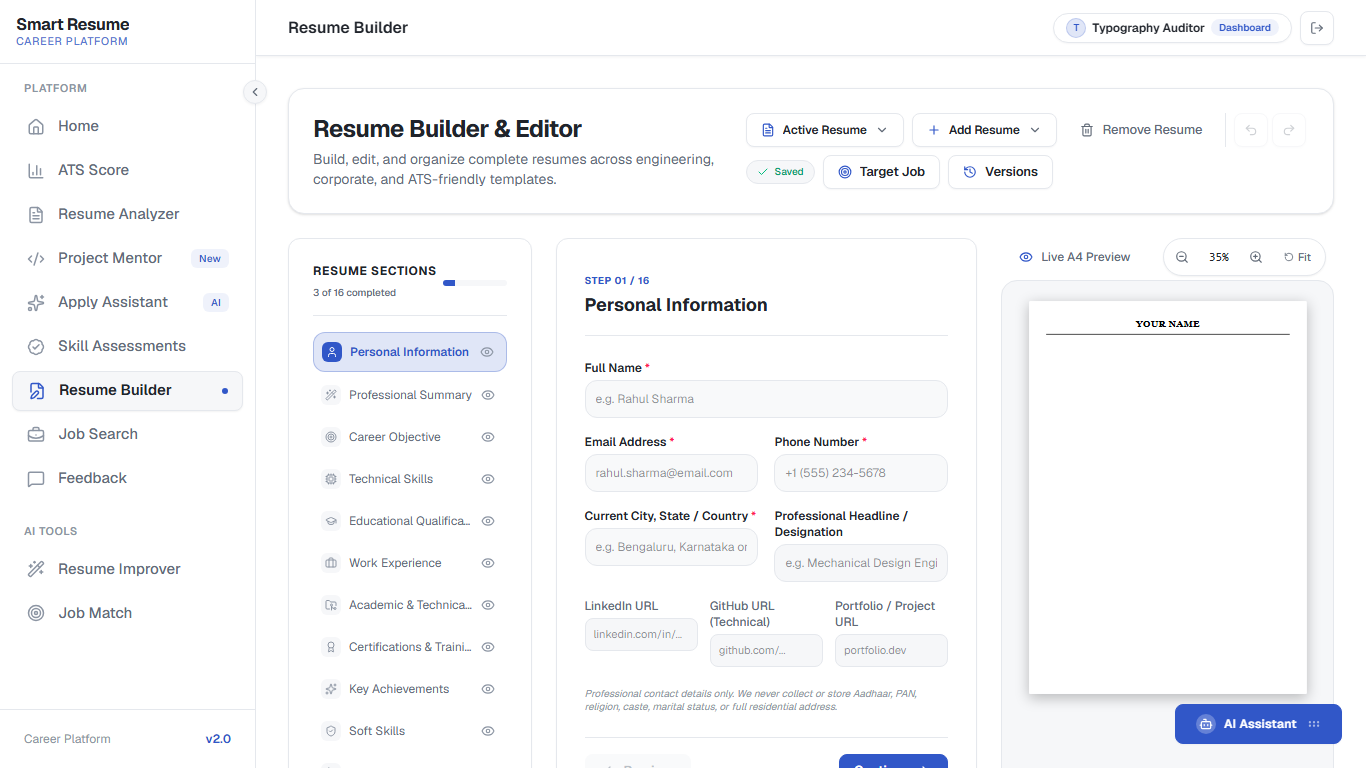 Smart Resume
CAREER PLATFORM
Resume Builder
T
Typography Auditor
Dashboard
PLATFORM
Home
ATS Score
Resume Analyzer
Project Mentor
New
Apply Assistant
AI
Skill Assessments
Resume Builder
Job Search
Feedback
AI TOOLS
Resume Improver
Job Match
Career Platform
v2.0
Resume Builder & Editor
Build, edit, and organize complete resumes across engineering,
corporate, and ATS-friendly templates.
Active Resume
Add Resume
Remove Resume
Saved
Target Job
Versions
RESUME SECTIONS
3 of 16 completed
Personal Information
Professional Summary
Career Objective
Technical Skills
Educational Qualifica...
Work Experience
Academic & Technica...
Certifications & Traini...
Key Achievements
Soft Skills
STEP 01 / 16
Personal Information
Full Name *
e.g. Rahul Sharma
Email Address *
rahul.sharma@email.com
Phone Number *
+1 (555) 234-5678
Current City, State / Country *
e.g. Bengaluru, Karnataka or
Professional Headline /
Designation
e.g. Mechanical Design Engi
LinkedIn URL
linkedin.com/in/...
GitHub URL
(Technical)
github.com/...
Portfolio / Project
URL
portfolio.dev
Professional contact details only. We never collect or store Aadhaar, PAN,
religion, caste, marital status, or full residential address.
Live A4 Preview
35%
Fit
YOUR NAME
AI Assistant